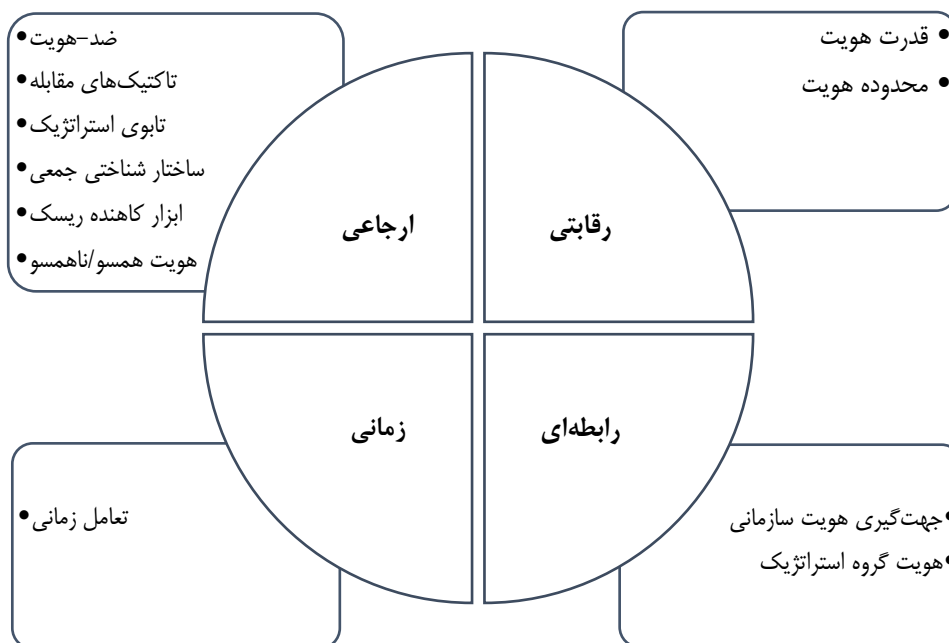 • قدرت هویت
• محدوده هویت
• ضد-هویت
• تاکتیک‌های مقابله
• تابوی استراتژیک
• ساختار شناختی جمعی
• ابزار کاهنده ریسک
• هویت همسو/ناهمسو
رقابتی
ارجاعی
رابطه‌ای
زمانی
• جهت‌گیری هویت سازمانی
• هویت گروه استراتژیک
• تعامل زمانی